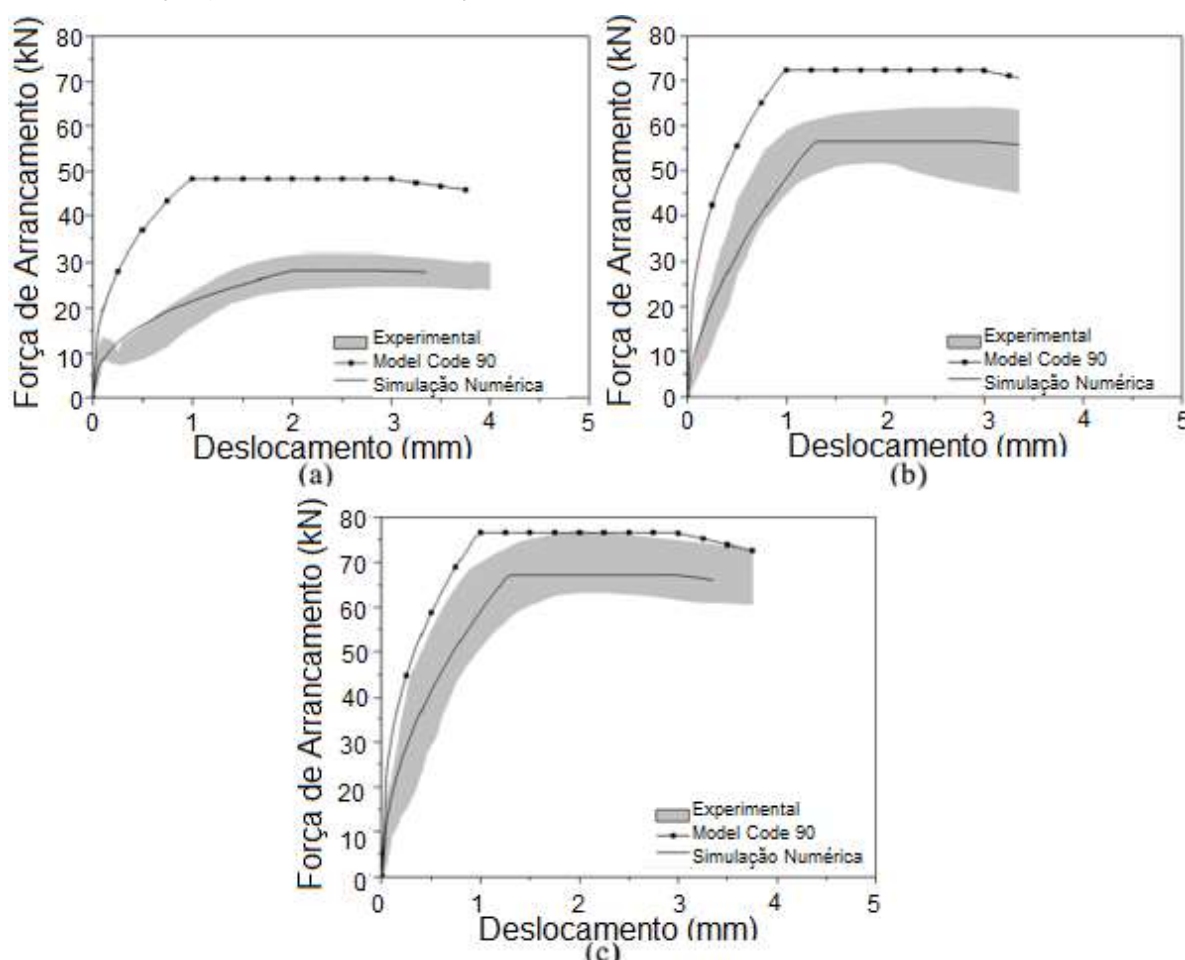 Força de Arrancamento (kN)
80
70
60
50
40
30
20
10
0
0 1 2 3 4 5
Experimental
Model Code 90
Simulação Numérica
Deslocamento (mm)
(a)
Força de Arrancamento (kN)
80
70
60
50
40
30
20
10
0
0 1 2 3 4 5
Experimental
Model Code 90
Simulação Numérica
Deslocamento (mm)
(b)
Força de Arrancamento (kN)
80
70
60
50
40
30
20
10
0
0 1 2 3 4 5
Experimental
Model Code 90
Simulação Numérica
Deslocamento (mm)
(c)